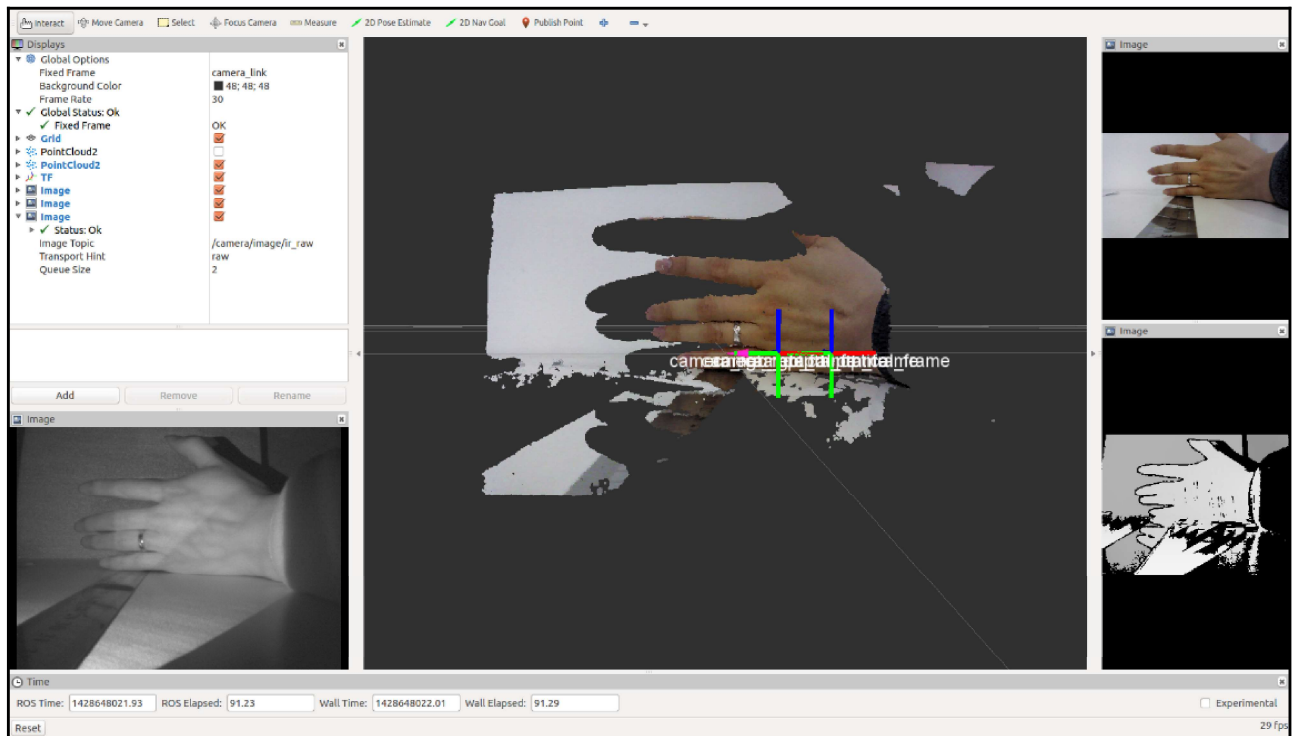 Interact Move Camera Select Focus Camera Measure 2D Pose Estimate 2D Nav Goal Publish Point
Displays
Global Options
Fixed Frame camera_link
Background Color 48; 48; 48
Frame Rate 30
Global Status: Ok
Fixed Frame OK
Grid
PointCloud2
PointCloud2
TF
Image
Image
Image
Status: Ok
Image Topic /camera/image/ir_raw
Transport Hint raw
Queue Size 2
Add Remove Rename
Image
Image
Image
Time
ROS Time: 1428648021.93 ROS Elapsed: 91.23 Wall Time: 1428648022.01 Wall Elapsed: 91.29 Experimental
Reset 29 fps